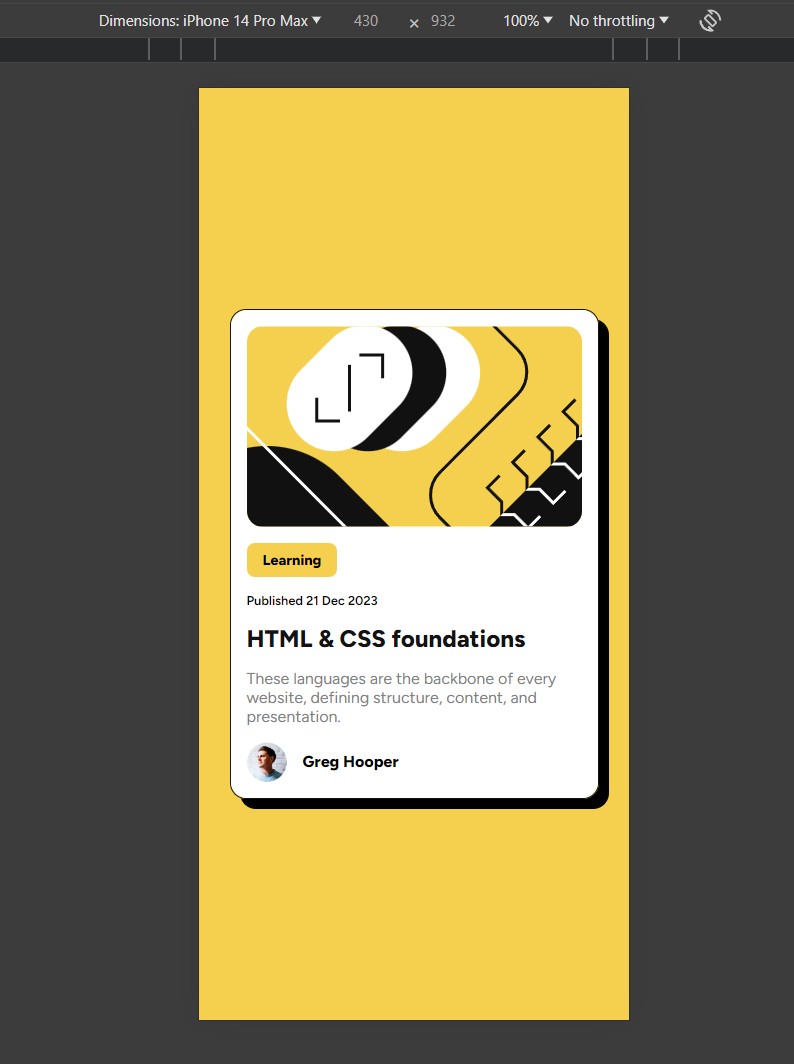 Dimensions: iPhone 14 Pro Max ▼ 430 × 932 100% ▼ No throttling ▼
Learning
Published 21 Dec 2023
HTML & CSS foundations
These languages are the backbone of every
website, defining structure, content, and
presentation.
Greg Hooper